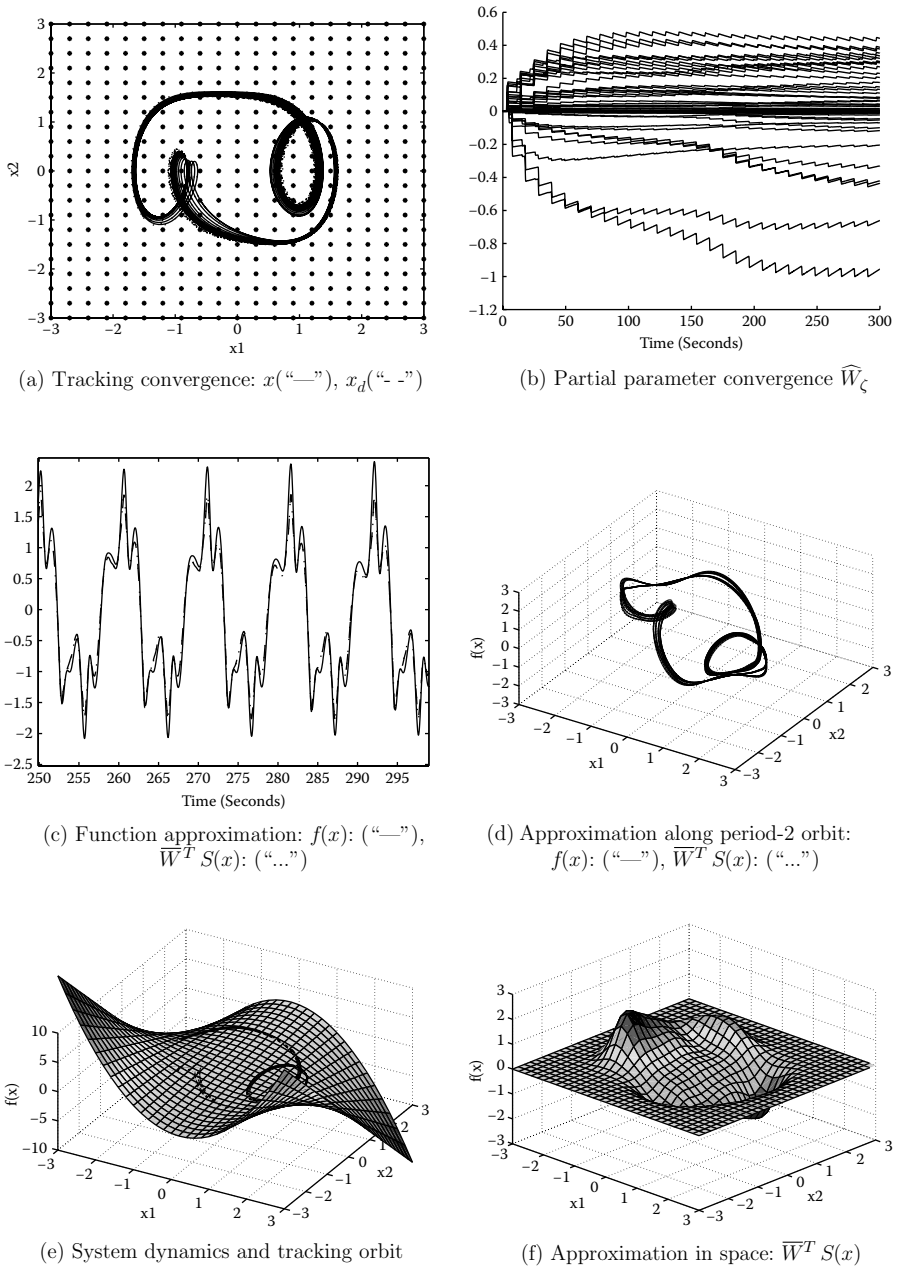 3
2
1
0
−1
−2
−3
x2
−3 −2 −1 0 1 2 3
x1
(a) Tracking convergence: x(“—”), x_d(“- -”)
0.6
0.4
0.2
0
−0.2
−0.4
−0.6
−0.8
−1
−1.2
0 50 100 150 200 250 300
Time (Seconds)
(b) Partial parameter convergence Ŵ_ζ
2
1.5
1
0.5
0
−0.5
−1
−1.5
−2
−2.5
250 255 260 265 270 275 280 285 290 295
Time (Seconds)
(c) Function approximation: f(x): (“—”),
W̅^T S(x): (“...”)
3
2
1
0
−1
−2
−3
f(x)
−3 −2 −1 0 1 2 3
x1
−3 −2 −1 0 1 2 3
x2
(d) Approximation along period-2 orbit:
f(x): (“—”), W̅^T S(x): (“...”)
10
5
0
−5
−10
f(x)
−3 −2 −1 0 1 2 3
x1
−3 −2 −1 0 1 2 3
x2
(e) System dynamics and tracking orbit
3
2
1
0
−1
−2
−3
f(x)
−3 −2 −1 0 1 2 3
x1
−3 −2 −1 0 1 2 3
x2
(f) Approximation in space: W̅^T S(x)